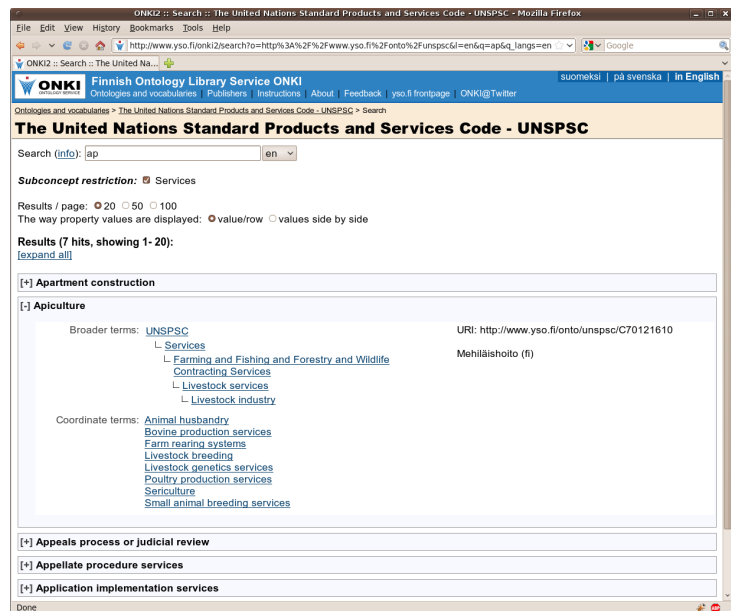 ONKI2 :: Search :: The United Nations Standard Products and Services Code - UNSPSC - Mozilla Firefox
File Edit View History Bookmarks Tools Help
http://www.yso.fi/onki2/search?o=http%3A%2F%2Fwww.yso.fi%2Fonto%2Funspsc&l=en&q=ap&q_langs=en
Google
ONKI2 :: Search :: The United Na...
ONKI
ONTOLOGY SERVICE
Finnish Ontology Library Service ONKI
suomeksi | på svenska | in English
Ontologies and vocabularies | Publishers | Instructions | About | Feedback | yso.fi frontpage | ONKI@Twitter
Ontologies and vocabularies > The United Nations Standard Products and Services Code - UNSPSC > Search
The United Nations Standard Products and Services Code - UNSPSC
Search (info): ap en
Subconcept restriction: Services
Results / page: 20 50 100
The way property values are displayed: value/row values side by side
Results (7 hits, showing 1- 20):
[expand all]
[+] Apartment construction
[-] Apiculture
Broader terms: UNSPSC
URI: http://www.yso.fi/onto/unspsc/C70121610
Services
Mehiläishoito (fi)
Farming and Fishing and Forestry and Wildlife
Contracting Services
Livestock services
Livestock industry
Coordinate terms: Animal husbandry
Bovine production services
Farm rearing systems
Livestock breeding
Livestock genetics services
Poultry production services
Sericulture
Small animal breeding services
[+] Appeals process or judicial review
[+] Appellate procedure services
[+] Application implementation services
Done
ABP